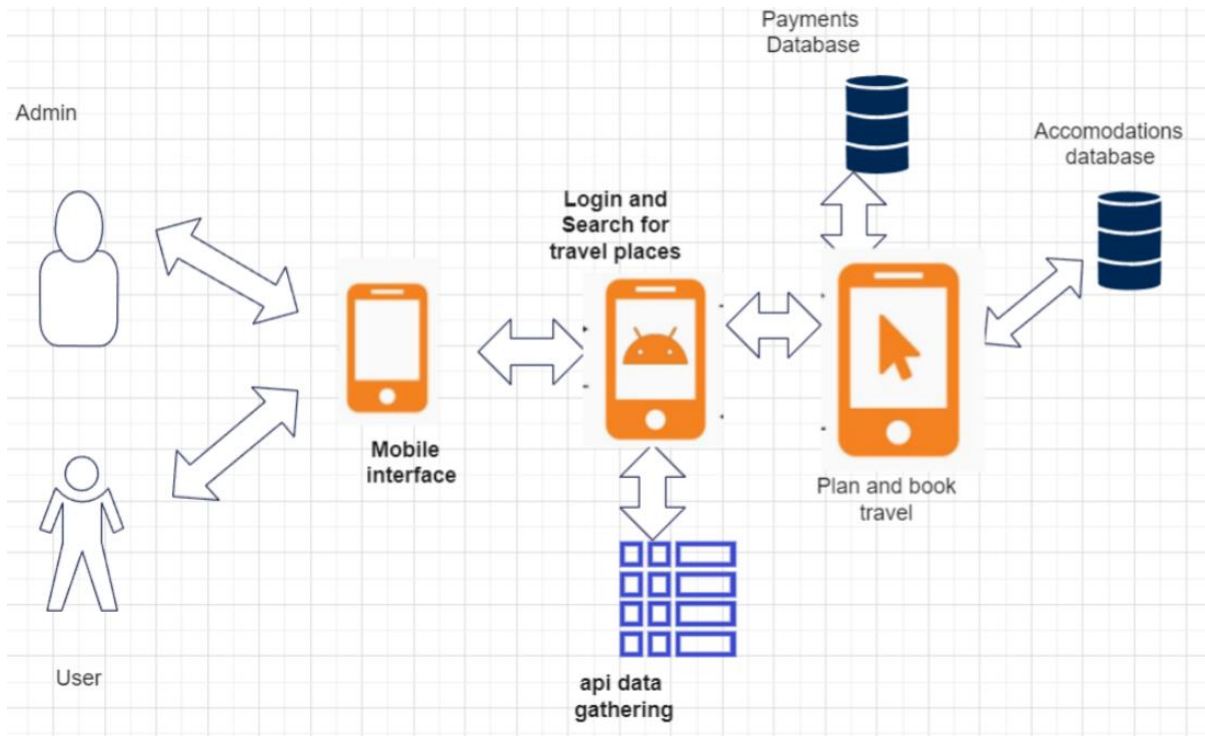 Payments
Database
Admin
Accomodations
database
Login and
Search for
travel places
Mobile
interface
Plan and book
travel
User
api data
gathering